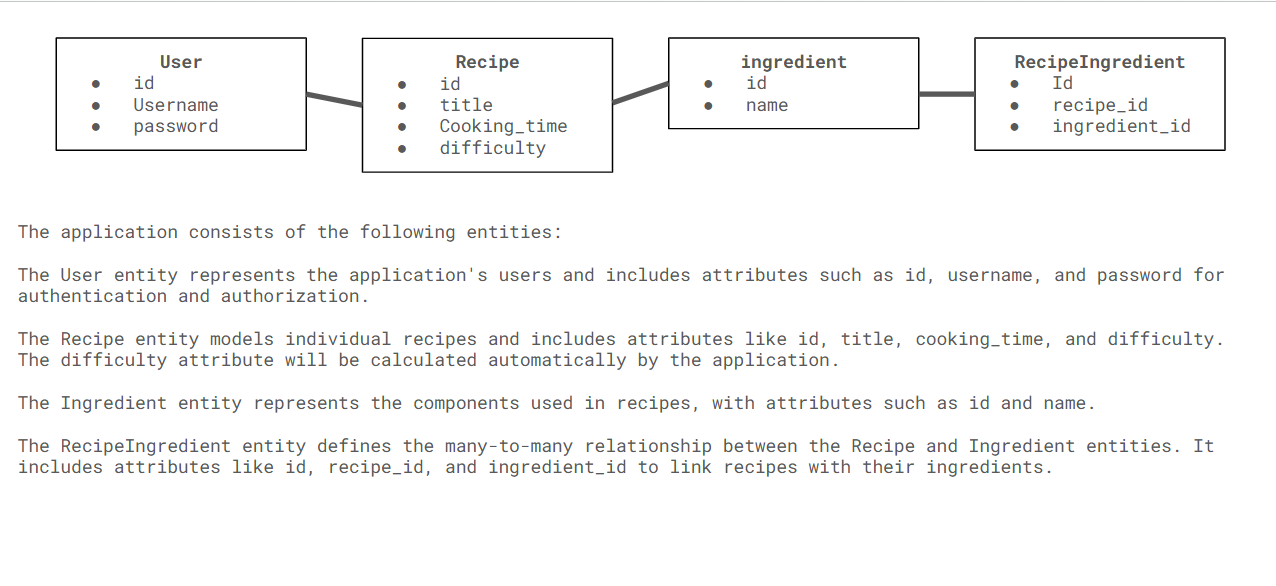 User
id
Username
password
Recipe
id
title
Cooking_time
difficulty
ingredient
id
name
RecipeIngredient
Id
recipe_id
ingredient_id
The application consists of the following entities:
The User entity represents the application's users and includes attributes such as id, username, and password for
authentication and authorization.
The Recipe entity models individual recipes and includes attributes like id, title, cooking_time, and difficulty.
The difficulty attribute will be calculated automatically by the application.
The Ingredient entity represents the components used in recipes, with attributes such as id and name.
The RecipeIngredient entity defines the many-to-many relationship between the Recipe and Ingredient entities. It
includes attributes like id, recipe_id, and ingredient_id to link recipes with their ingredients.